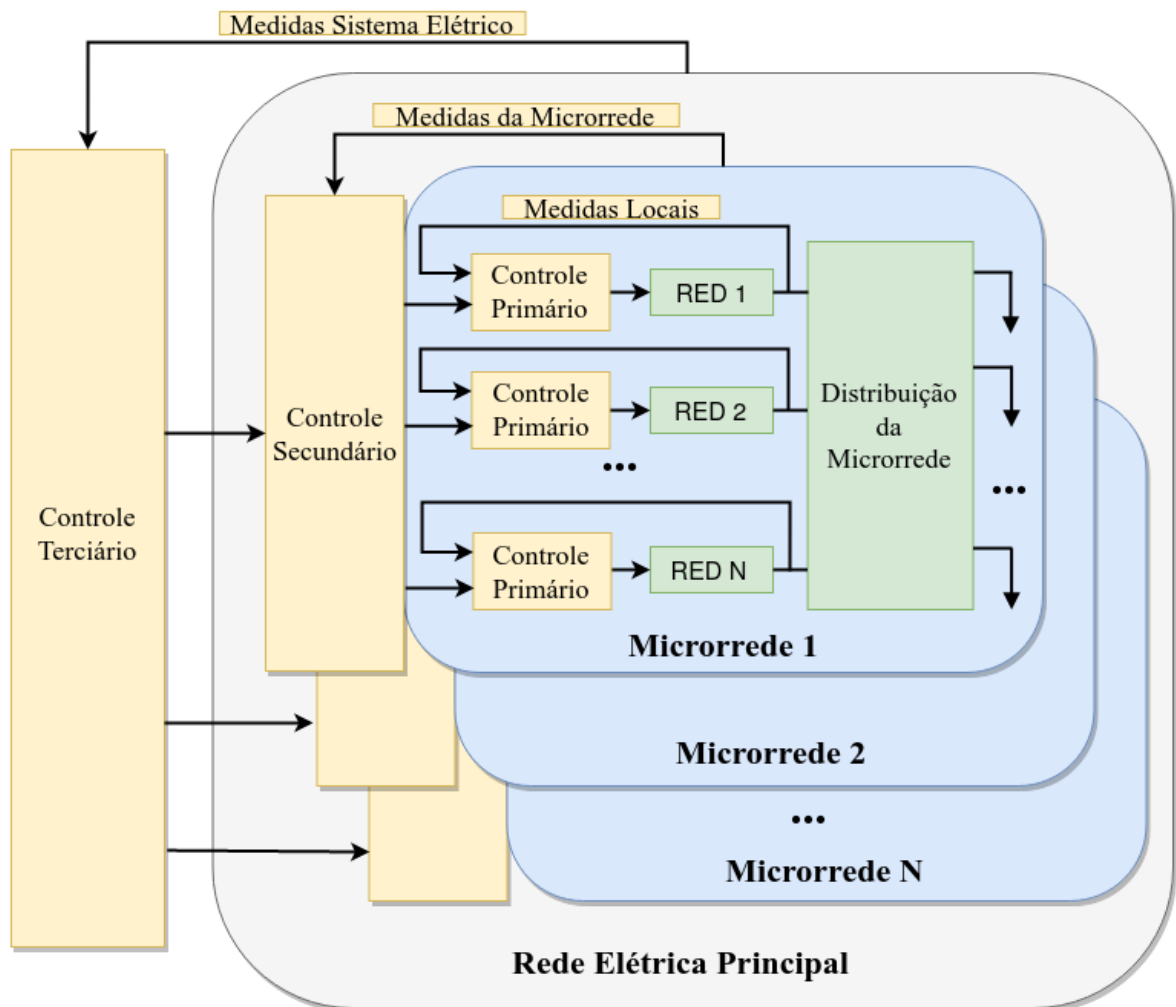 Medidas Sistema Elétrico
Medidas da Microrrede
Medidas Locais
Controle
Primário
RED 1
Controle
Primário
RED 2
...
Controle
Primário
RED N
Distribuição
da
Microrrede
...
Controle
Secundário
Controle
Terciário
Microrrede 1
Microrrede 2
...
Microrrede N
Rede Elétrica Principal